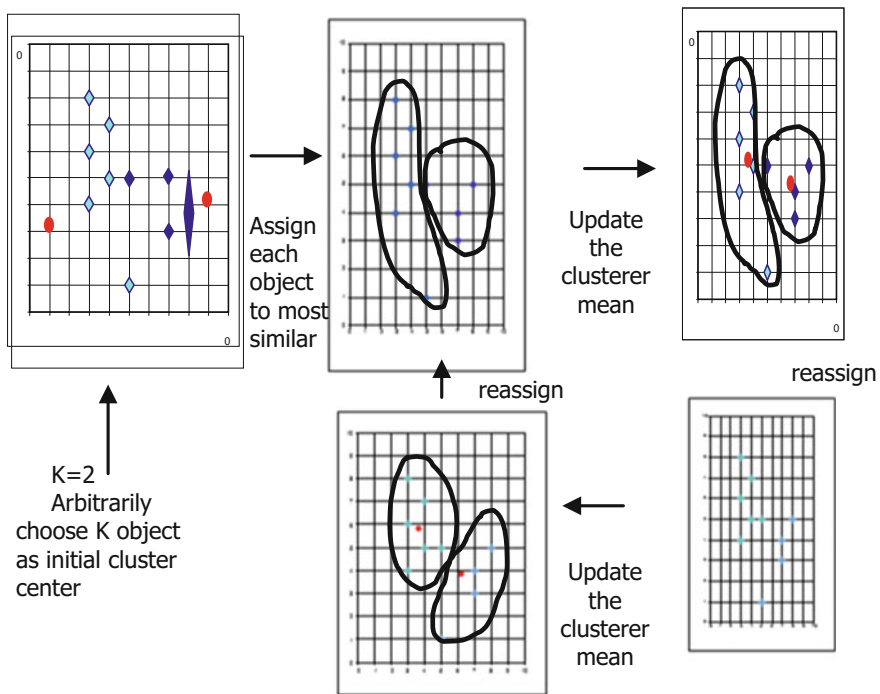 0
0
Assign
each
object
to most
similar
Update
the
clusterer
mean
0
0
K=2
Arbitrarily
choose K object
as initial cluster
center
reassign
reassign
Update
the
clusterer
mean